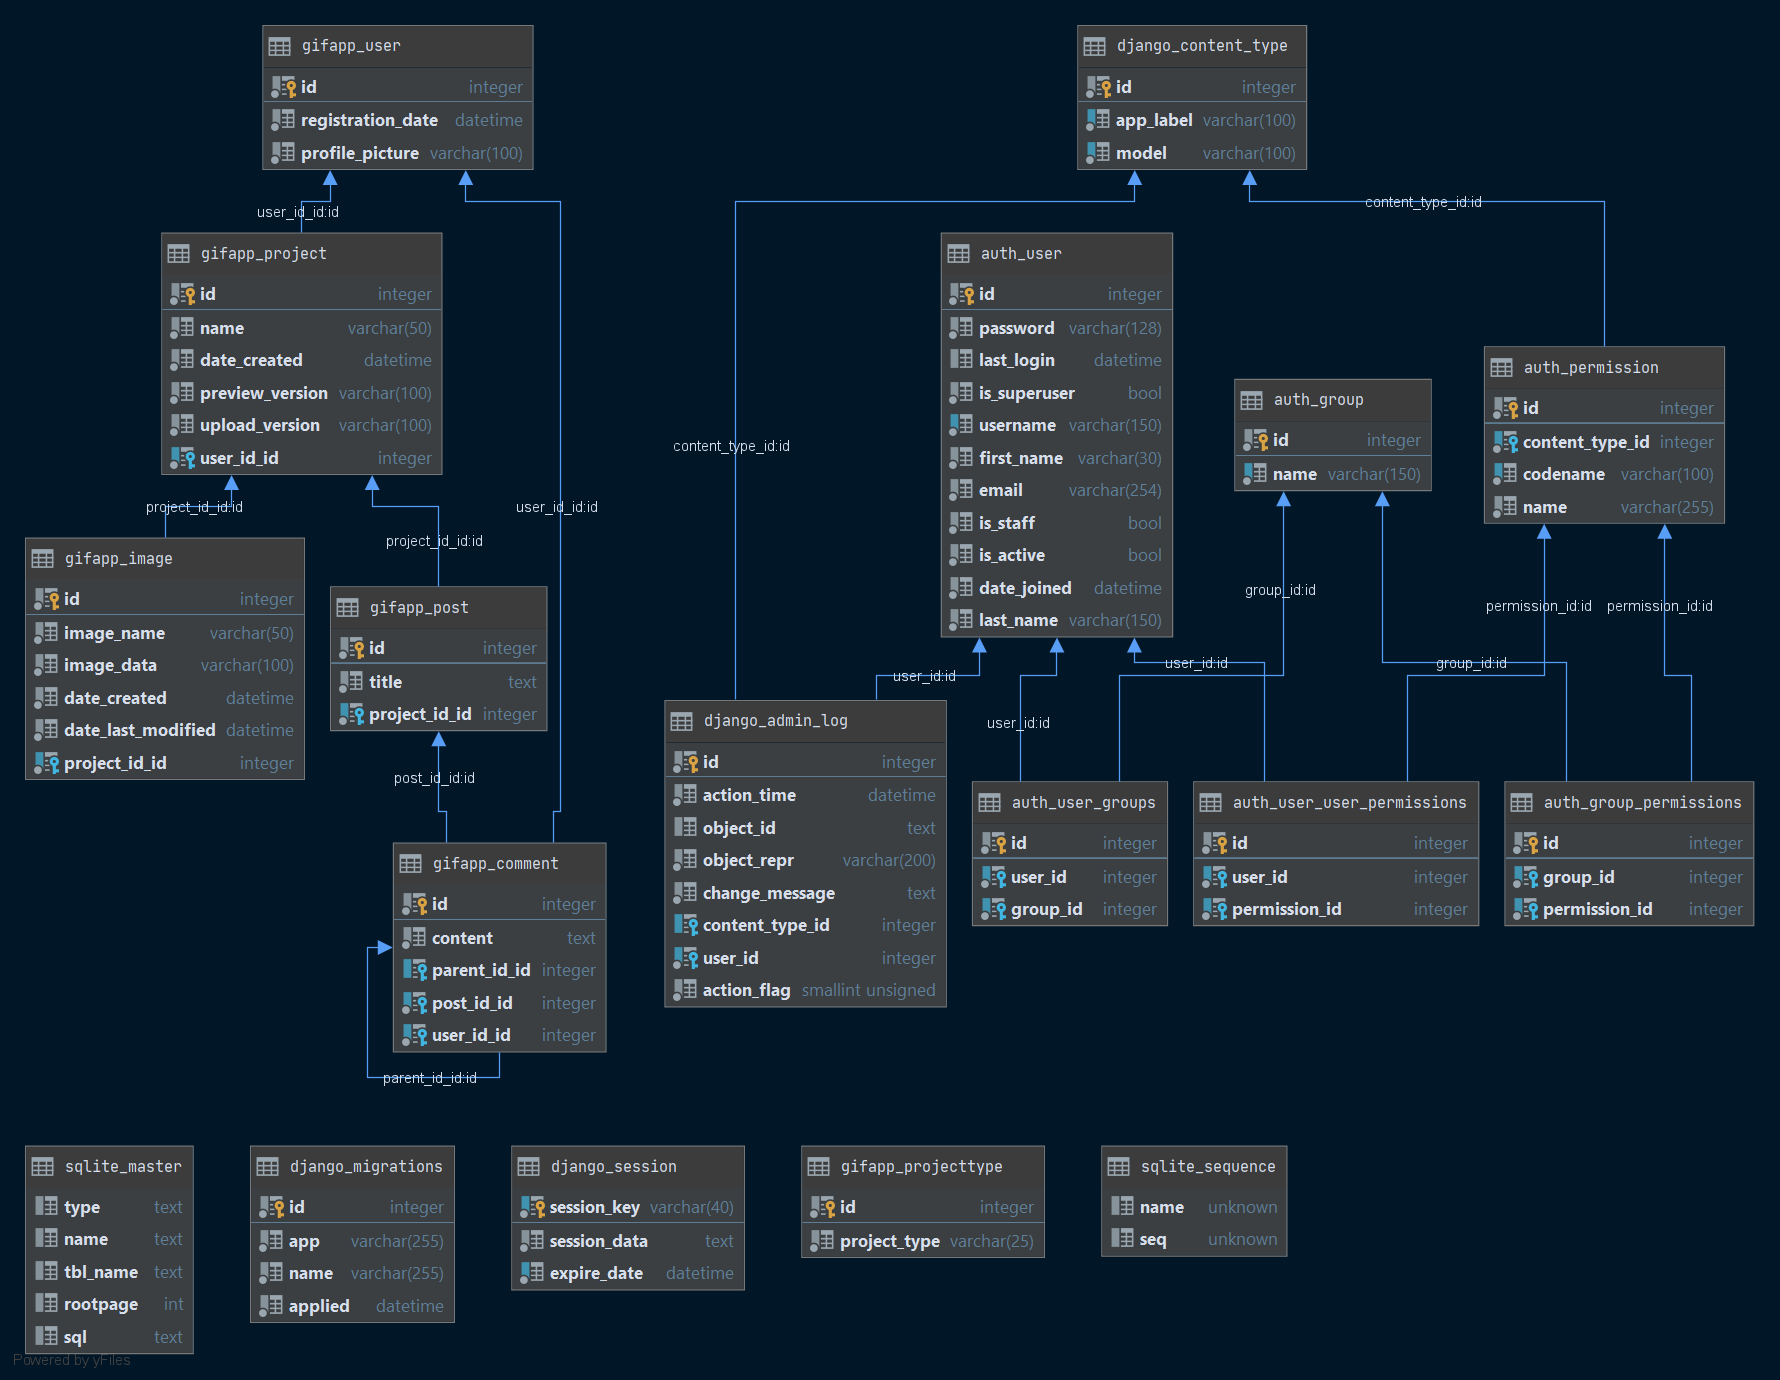 gifapp_user
id integer
registration_date datetime
profile_picture varchar(100)
django_content_type
id integer
app_label varchar(100)
model varchar(100)
user_id_id:id
content_type_id:id
gifapp_project
id integer
name varchar(50)
date_created datetime
preview_version varchar(100)
upload_version varchar(100)
user_id_id integer
auth_user
id integer
password varchar(128)
last_login datetime
is_superuser bool
username varchar(150)
first_name varchar(30)
email varchar(254)
is_staff bool
is_active bool
date_joined datetime
last_name varchar(150)
auth_group
id integer
name varchar(150)
auth_permission
id integer
content_type_id integer
codename varchar(100)
name varchar(255)
content_type_id:id
project_id_id:id
user_id_id:id
project_id_id:id
gifapp_image
id integer
image_name varchar(50)
image_data varchar(100)
date_created datetime
date_last_modified datetime
project_id_id integer
gifapp_post
id integer
title text
project_id_id integer
group_id:id
permission_id:id
permission_id:id
user_id:id
user_id:id
group_id:id
user_id:id
post_id_id:id
django_admin_log
id integer
action_time datetime
object_id text
object_repr varchar(200)
change_message text
content_type_id integer
user_id integer
action_flag smallint unsigned
auth_user_groups
id integer
user_id integer
group_id integer
auth_user_user_permissions
id integer
user_id integer
permission_id integer
auth_group_permissions
id integer
group_id integer
permission_id integer
gifapp_comment
id integer
content text
parent_id_id integer
post_id_id integer
user_id_id integer
parent_id_id:id
sqlite_master
type text
name text
tbl_name text
rootpage int
sql text
django_migrations
id integer
app varchar(255)
name varchar(255)
applied datetime
django_session
session_key varchar(40)
session_data text
expire_date datetime
gifapp_projecttype
id integer
project_type varchar(25)
sqlite_sequence
name unknown
seq unknown
Powered by yFiles